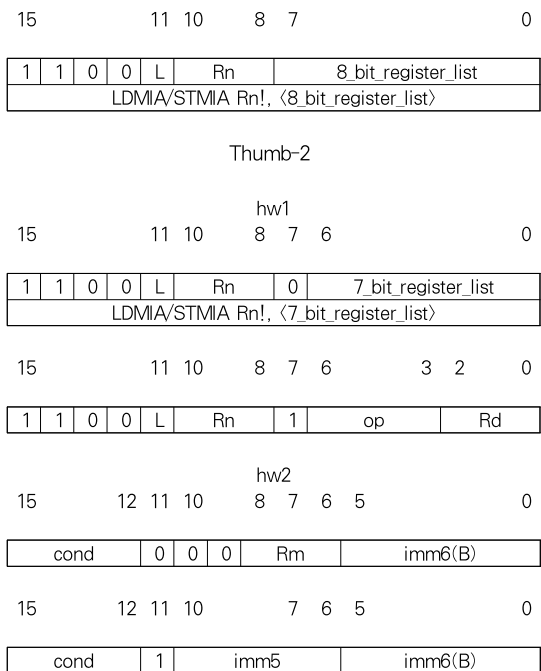 15 11 10 8 7 0
1 1 0 0 L Rn 8_bit_register_list
LDMIA/STMIA Rn!, 〈8_bit_register_list〉
Thumb-2
hw1
15 11 10 8 7 6 0
1 1 0 0 L Rn 0 7_bit_register_list
LDMIA/STMIA Rn!, 〈7_bit_register_list〉
15 11 10 8 7 6 3 2 0
1 1 0 0 L Rn 1 op Rd
hw2
15 12 11 10 8 7 6 5 0
cond 0 0 0 Rm imm6(B)
15 12 11 10 7 6 5 0
cond 1 imm5 imm6(B)